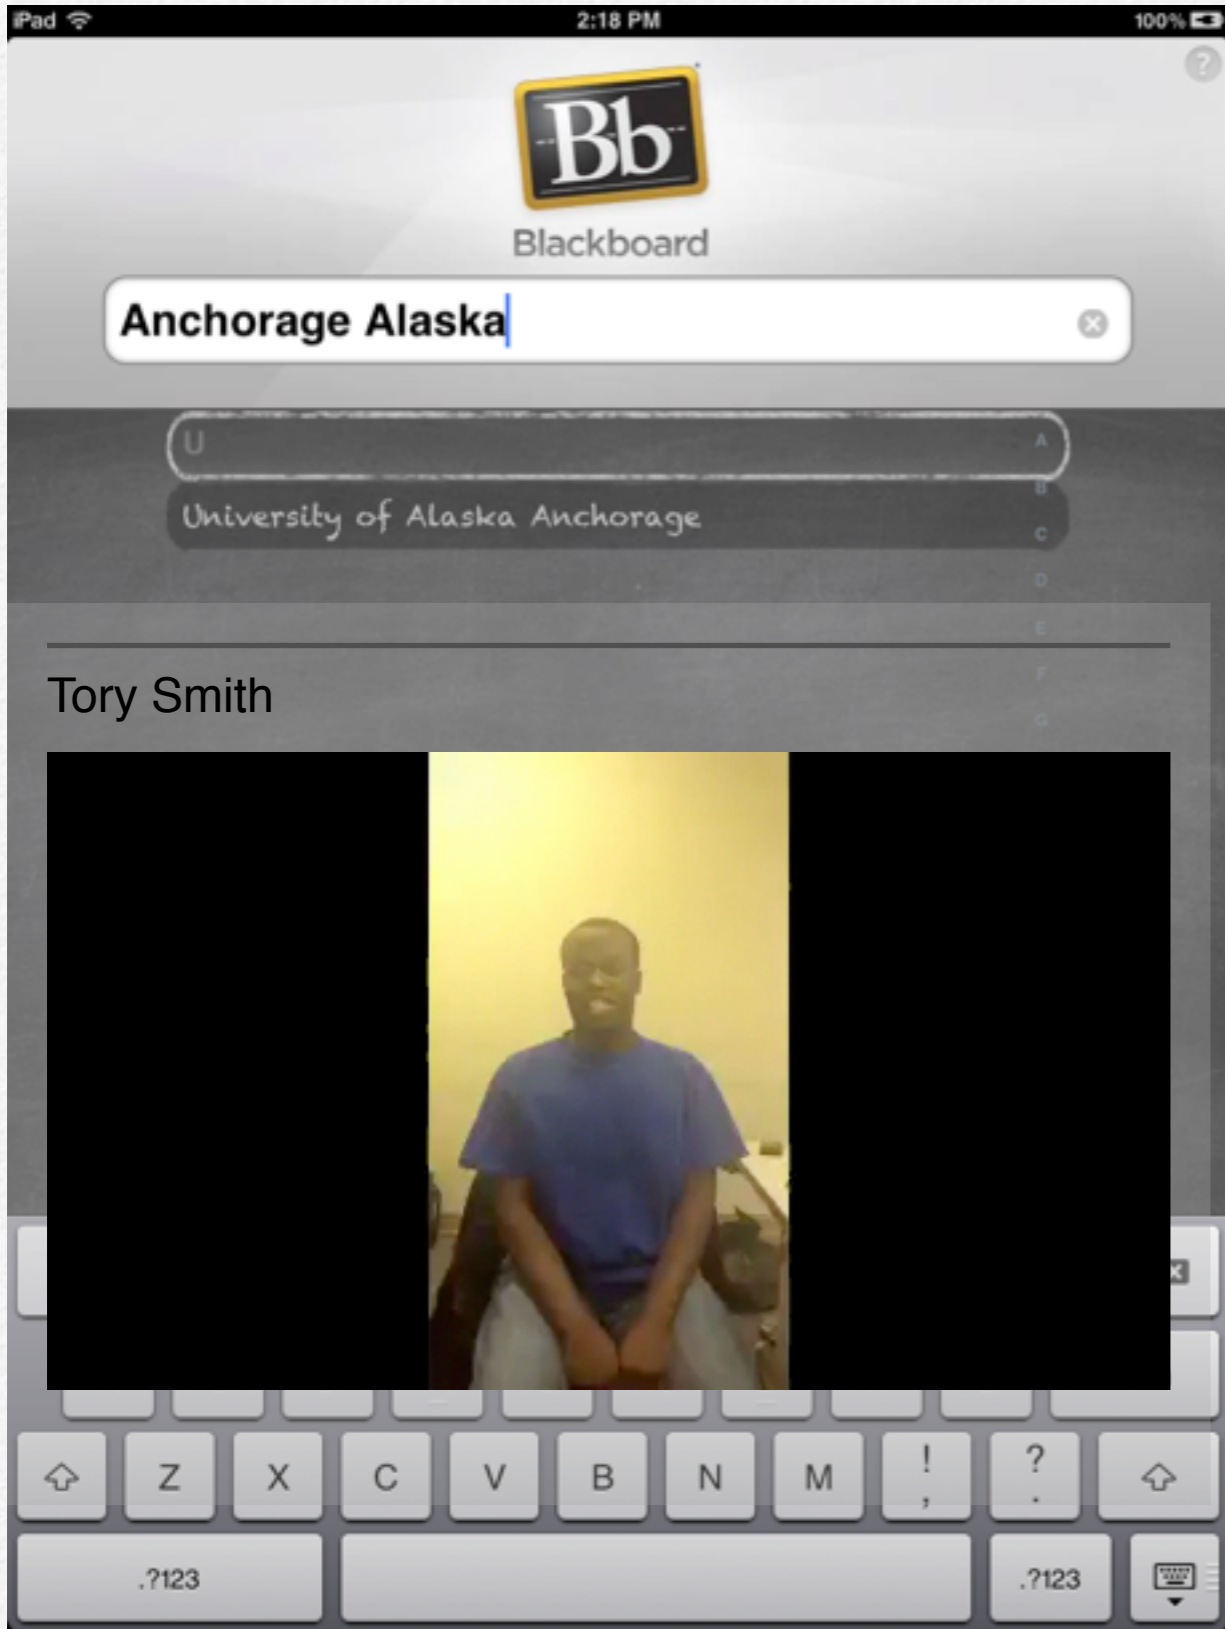 iPad
2:18 PM
100%
?
Bb
Blackboard
Anchorage Alaska
U
University of Alaska Anchorage
A
B
C
D
E
F
G
Tory Smith
Z X C V B N M ! , ? .
.?123 .?123